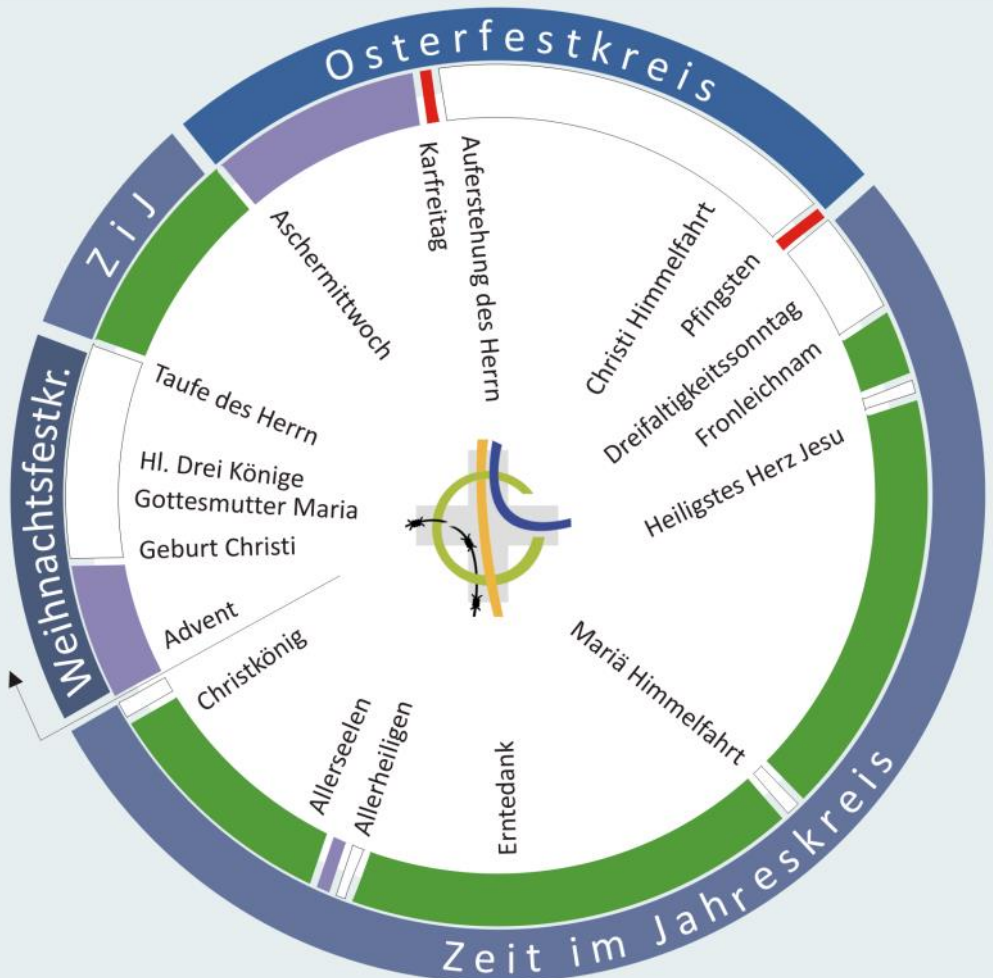 Osterfestkreis
ZiJ
Weihnachtsfestkr.
Zeit im Jahreskreis
Karfreitag
Auferstehung des Herrn
Aschermittwoch
Christi Himmelfahrt
Pfingsten
Dreifaltigkeitssonntag
Fronleichnam
Heiligstes Herz Jesu
Mariä Himmelfahrt
Erntedank
Allerheiligen
Allerseelen
Christkönig
Advent
Geburt Christi
Gottesmutter Maria
Hl. Drei Könige
Taufe des Herrn